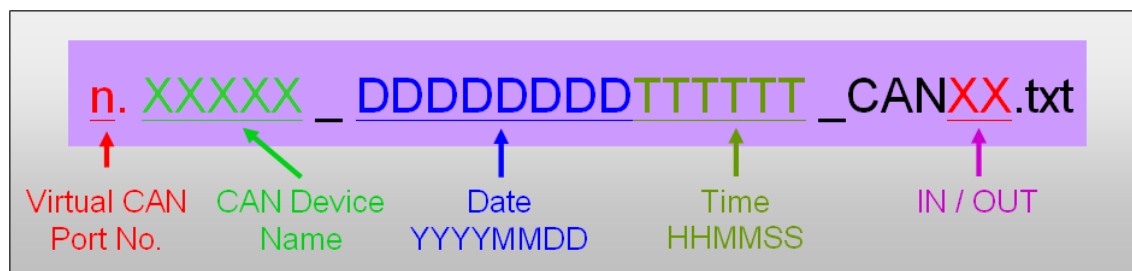 n. XXXXX _ DDDDDDDDTTTTTT _CANXX.txt
Virtual CAN Port No.
CAN Device Name
Date YYYYMMDD
Time HHMMSS
IN / OUT